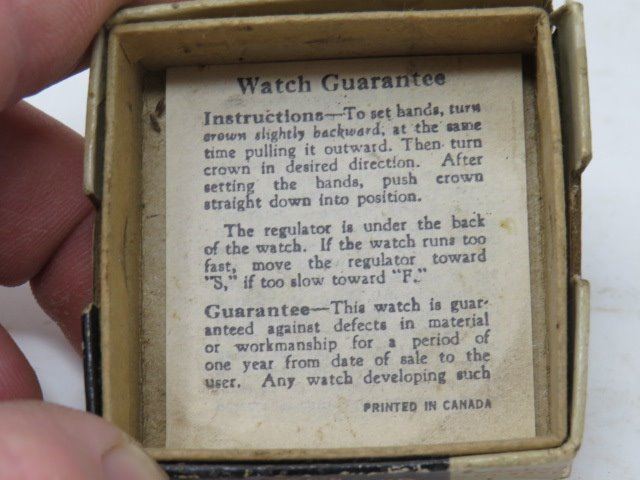 Watch Guarantee
Instructions—To set hands, turn
crown slightly backward, at the same
time pulling it outward. Then turn
crown in desired direction. After
setting the hands, push crown
straight down into position.
The regulator is under the back
of the watch. If the watch runs too
fast, move the regulator toward
"S," if too slow toward "F."
Guarantee—This watch is guar-
anteed against defects in material
or workmanship for a period of
one year from date of sale to the
user. Any watch developing such
PRINTED IN CANADA